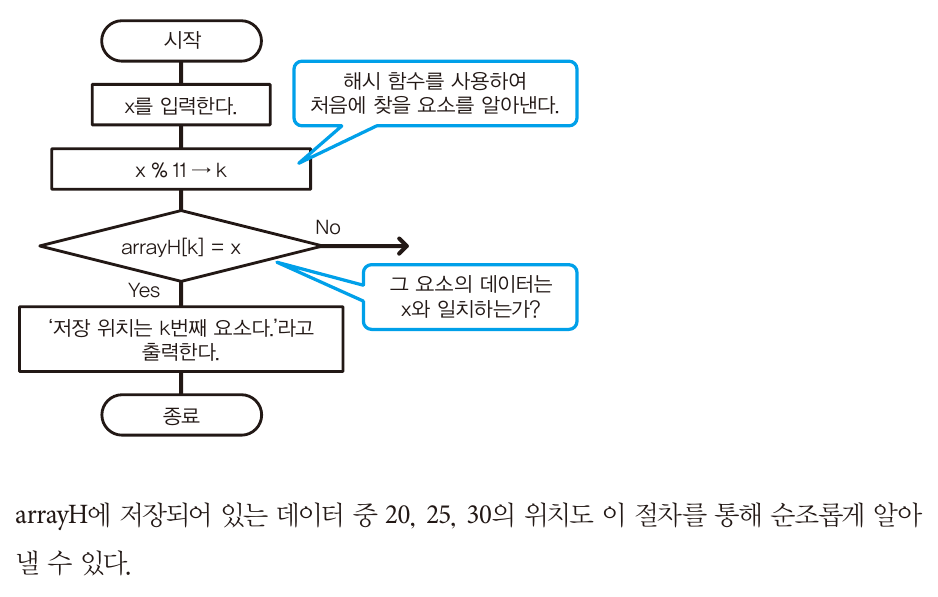 시작
x를 입력한다.
해시 함수를 사용하여
처음에 찾을 요소를 알아낸다.
x % 11 → k
arrayH[k] = x
No
그 요소의 데이터는
x와 일치하는가?
Yes
‘저장 위치는 k번째 요소다.’라고
출력한다.
종료
arrayH에 저장되어 있는 데이터 중 20, 25, 30의 위치도 이 절차를 통해 순조롭게 알아
낼 수 있다.